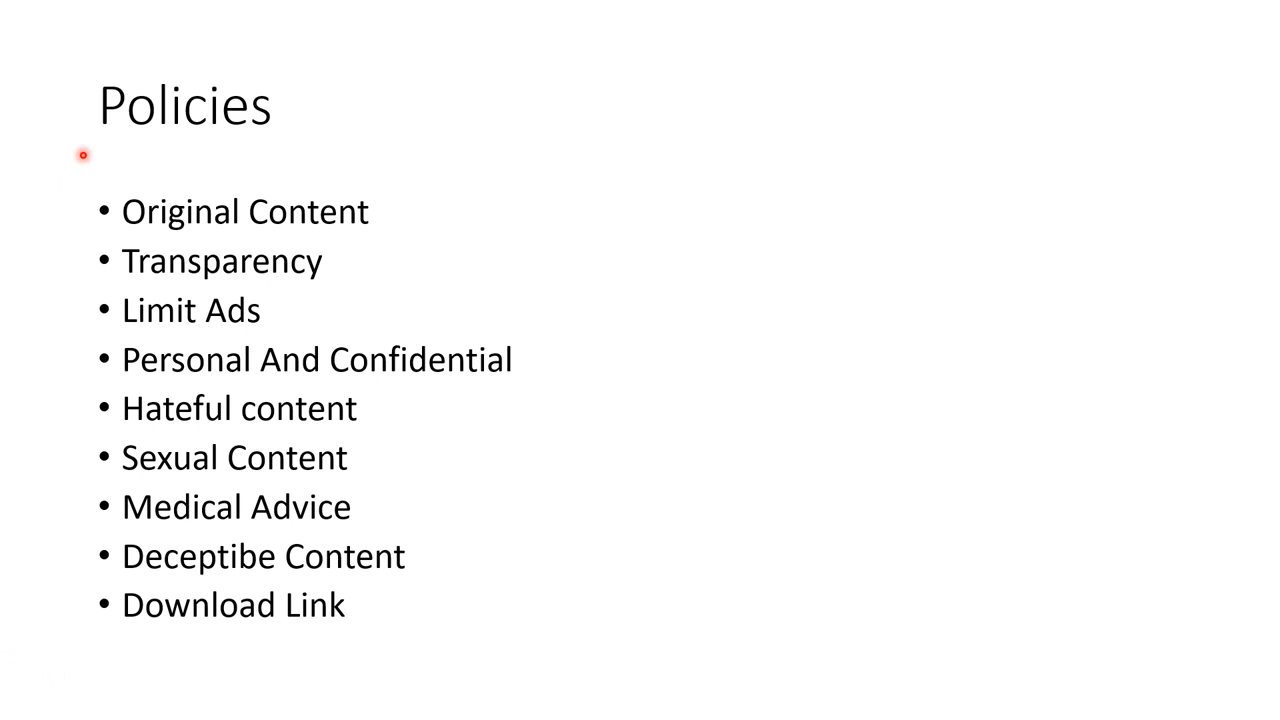 Policies
• Original Content
• Transparency
• Limit Ads
• Personal And Confidential
• Hateful content
• Sexual Content
• Medical Advice
• Deceptibe Content
• Download Link